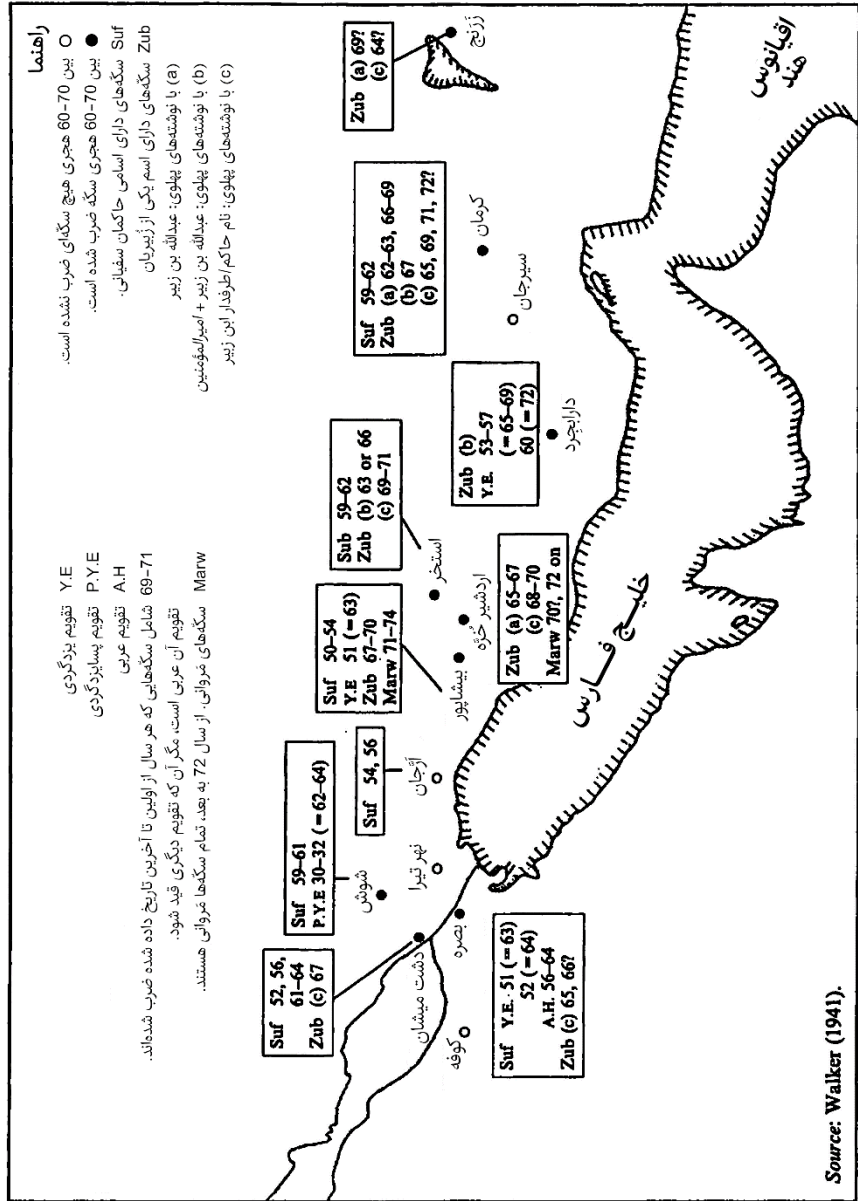 راهنما
○ بین 70-60 هجری هیچ سکه‌ای ضرب نشده است.
● بین 70-60 هجری سکه ضرب شده است.
Suf سکه‌های دارای اسامی حاکمان سفیانی.
Zub سکه‌های دارای اسم یکی از زُبیریان
(a) با نوشته‌های پهلوی: عبدالله بن زبیر
(b) با نوشته‌های پهلوی: عبدالله بن زبیر + امیرالمؤمنین
(c) با نوشته‌های پهلوی: نام حاکم/طرفدار ابن زبیر
Marw سکه‌های مَروانی. از سال 72 به بعد، تمام سکه‌ها مَروانی هستند.
تقویم آن عربی است، مگر آن که تقویم دیگری قید شود.
69-71 شامل سکه‌هایی که هر سال از اولین تا آخرین تاریخ داده شده ضرب شده‌اند.
A.H تقویم عربی
P.Y.E تقویم پسایزدگردی
Y.E تقویم یزدگردی
Suf 52, 56,
61–64
Zub (c) 67
دشت میشان
Suf 59–61
P.Y.E 30–32 (=62–64)
شوش
Suf 54, 56
ارّجان
نهر تیرا
کوفه
بصره
Suf Y.E. 51 (=63)
52 (=64)
A.H. 56–64
Zub (c) 65, 66?
Suf 50–54
Y.E 51 (=63)
Zub 67–70
Marw 71–74
بیشاپور
Sub 59–62
Zub (b) 63 or 66
(c) 69–71
استخر
اردشیر خُرّه
Zub (a) 65–67
(c) 68–70
Marw 70?, 72 on
Zub (b)
Y.E. 53–57
(=65–69)
60 (=72)
دارابجرد
Suf 59–62
Zub (a) 62–63, 66–69
(b) 67
(c) 65, 69, 71, 72?
کرمان
سیرجان
Zub (a) 69?
(c) 64?
زَرَنج
خلیج فارس
اقیانوس
هند
Source: Walker (1941).